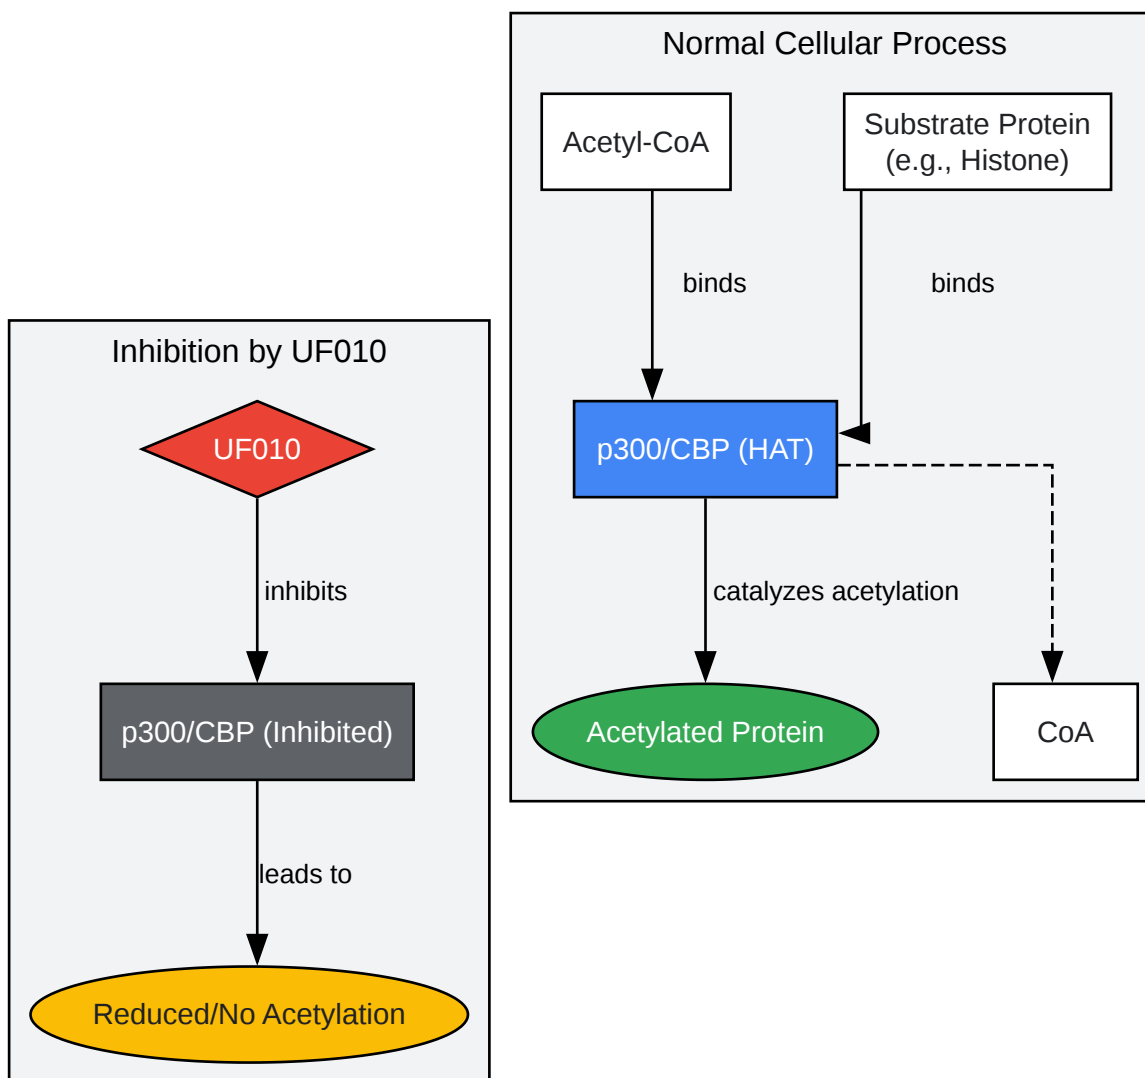 Normal Cellular Process
Acetyl-CoA
Substrate Protein
(e.g., Histone)
binds
binds
p300/CBP (HAT)
catalyzes acetylation
Acetylated Protein
CoA
Inhibition by UF010
UF010
inhibits
p300/CBP (Inhibited)
leads to
Reduced/No Acetylation